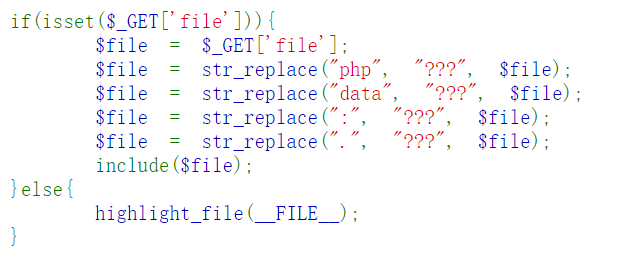 if(isset($_GET['file'])){
$file = $_GET['file'];
$file = str_replace("php", "???", $file);
$file = str_replace("data", "???", $file);
$file = str_replace(":", "???", $file);
$file = str_replace(".", "???", $file);
include($file);
}else{
highlight_file(__FILE__);
}